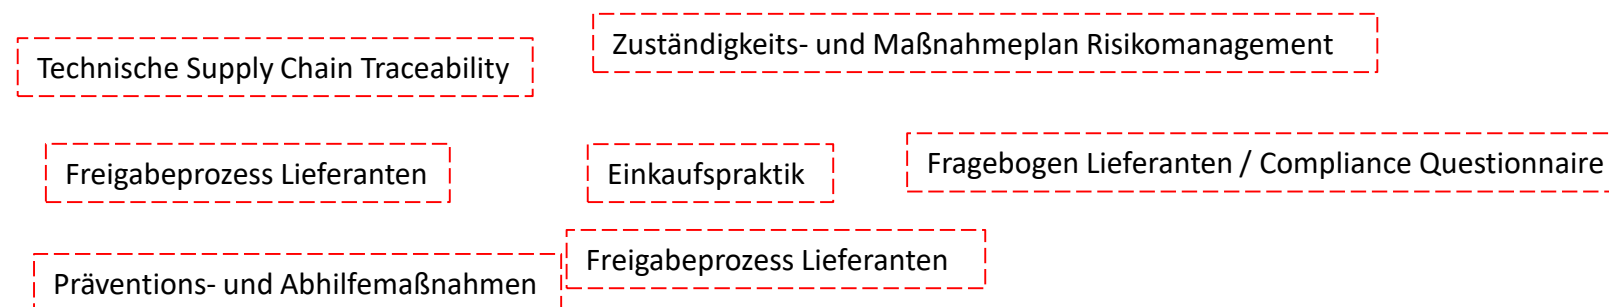 Technische Supply Chain Traceability
Zuständigkeits- und Maßnahmeplan Risikomanagement
Freigabeprozess Lieferanten
Einkaufspraktik
Fragebogen Lieferanten / Compliance Questionnaire
Präventions- und Abhilfemaßnahmen
Freigabeprozess Lieferanten